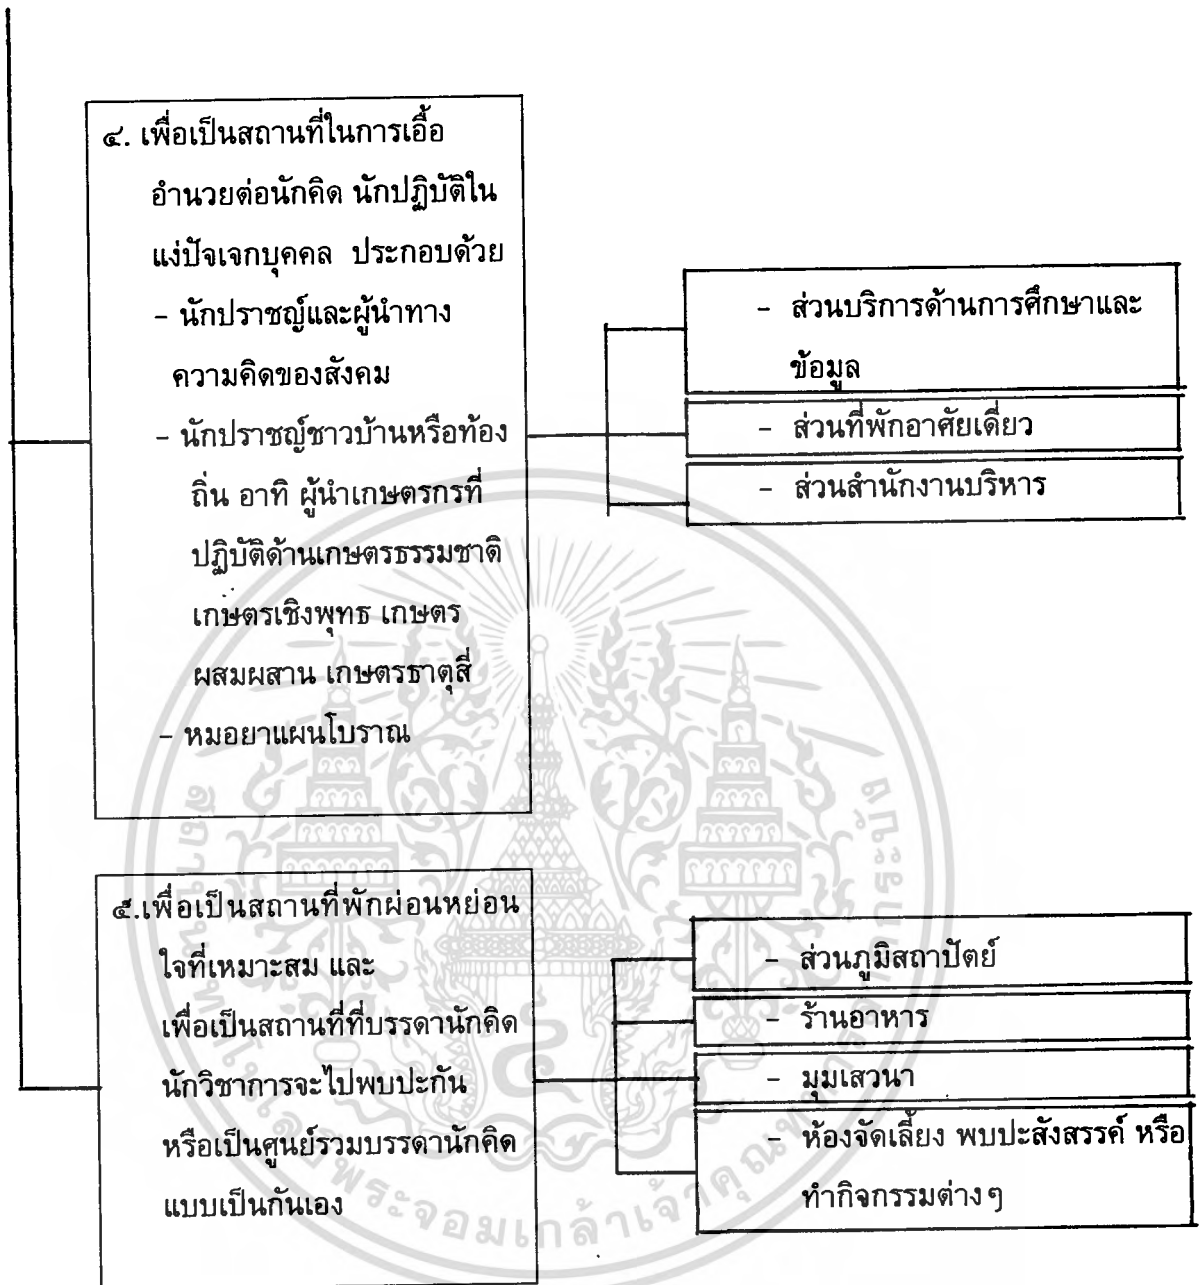 ๔. เพื่อเป็นสถานที่ในการเอื้อ
อำนวยต่อนักคิด นักปฏิบัติใน
แง่ปัจเจกบุคคล ประกอบด้วย
- นักปราชญ์และผู้นำทาง
ความคิดของสังคม
- นักปราชญ์ชาวบ้านหรือท้อง
ถิ่น อาทิ ผู้นำเกษตรกรที่
ปฏิบัติด้านเกษตรธรรมชาติ
เกษตรเชิงพุทธ เกษตร
ผสมผสาน เกษตรธาตุสี่
- หมอยาแผนโบราณ
- ส่วนบริการด้านการศึกษาและ
ข้อมูล
- ส่วนที่พักอาศัยเดี่ยว
- ส่วนสำนักงานบริหาร
๕.เพื่อเป็นสถานที่พักผ่อนหย่อน
ใจที่เหมาะสม และ
เพื่อเป็นสถานที่ที่บรรดานักคิด
นักวิชาการจะไปพบปะกัน
หรือเป็นศูนย์รวมบรรดานักคิด
แบบเป็นกันเอง
- ส่วนภูมิสถาปัตย์
- ร้านอาหาร
- มุมเสวนา
- ห้องจัดเลี้ยง พบปะสังสรรค์ หรือ
ทำกิจกรรมต่างๆ